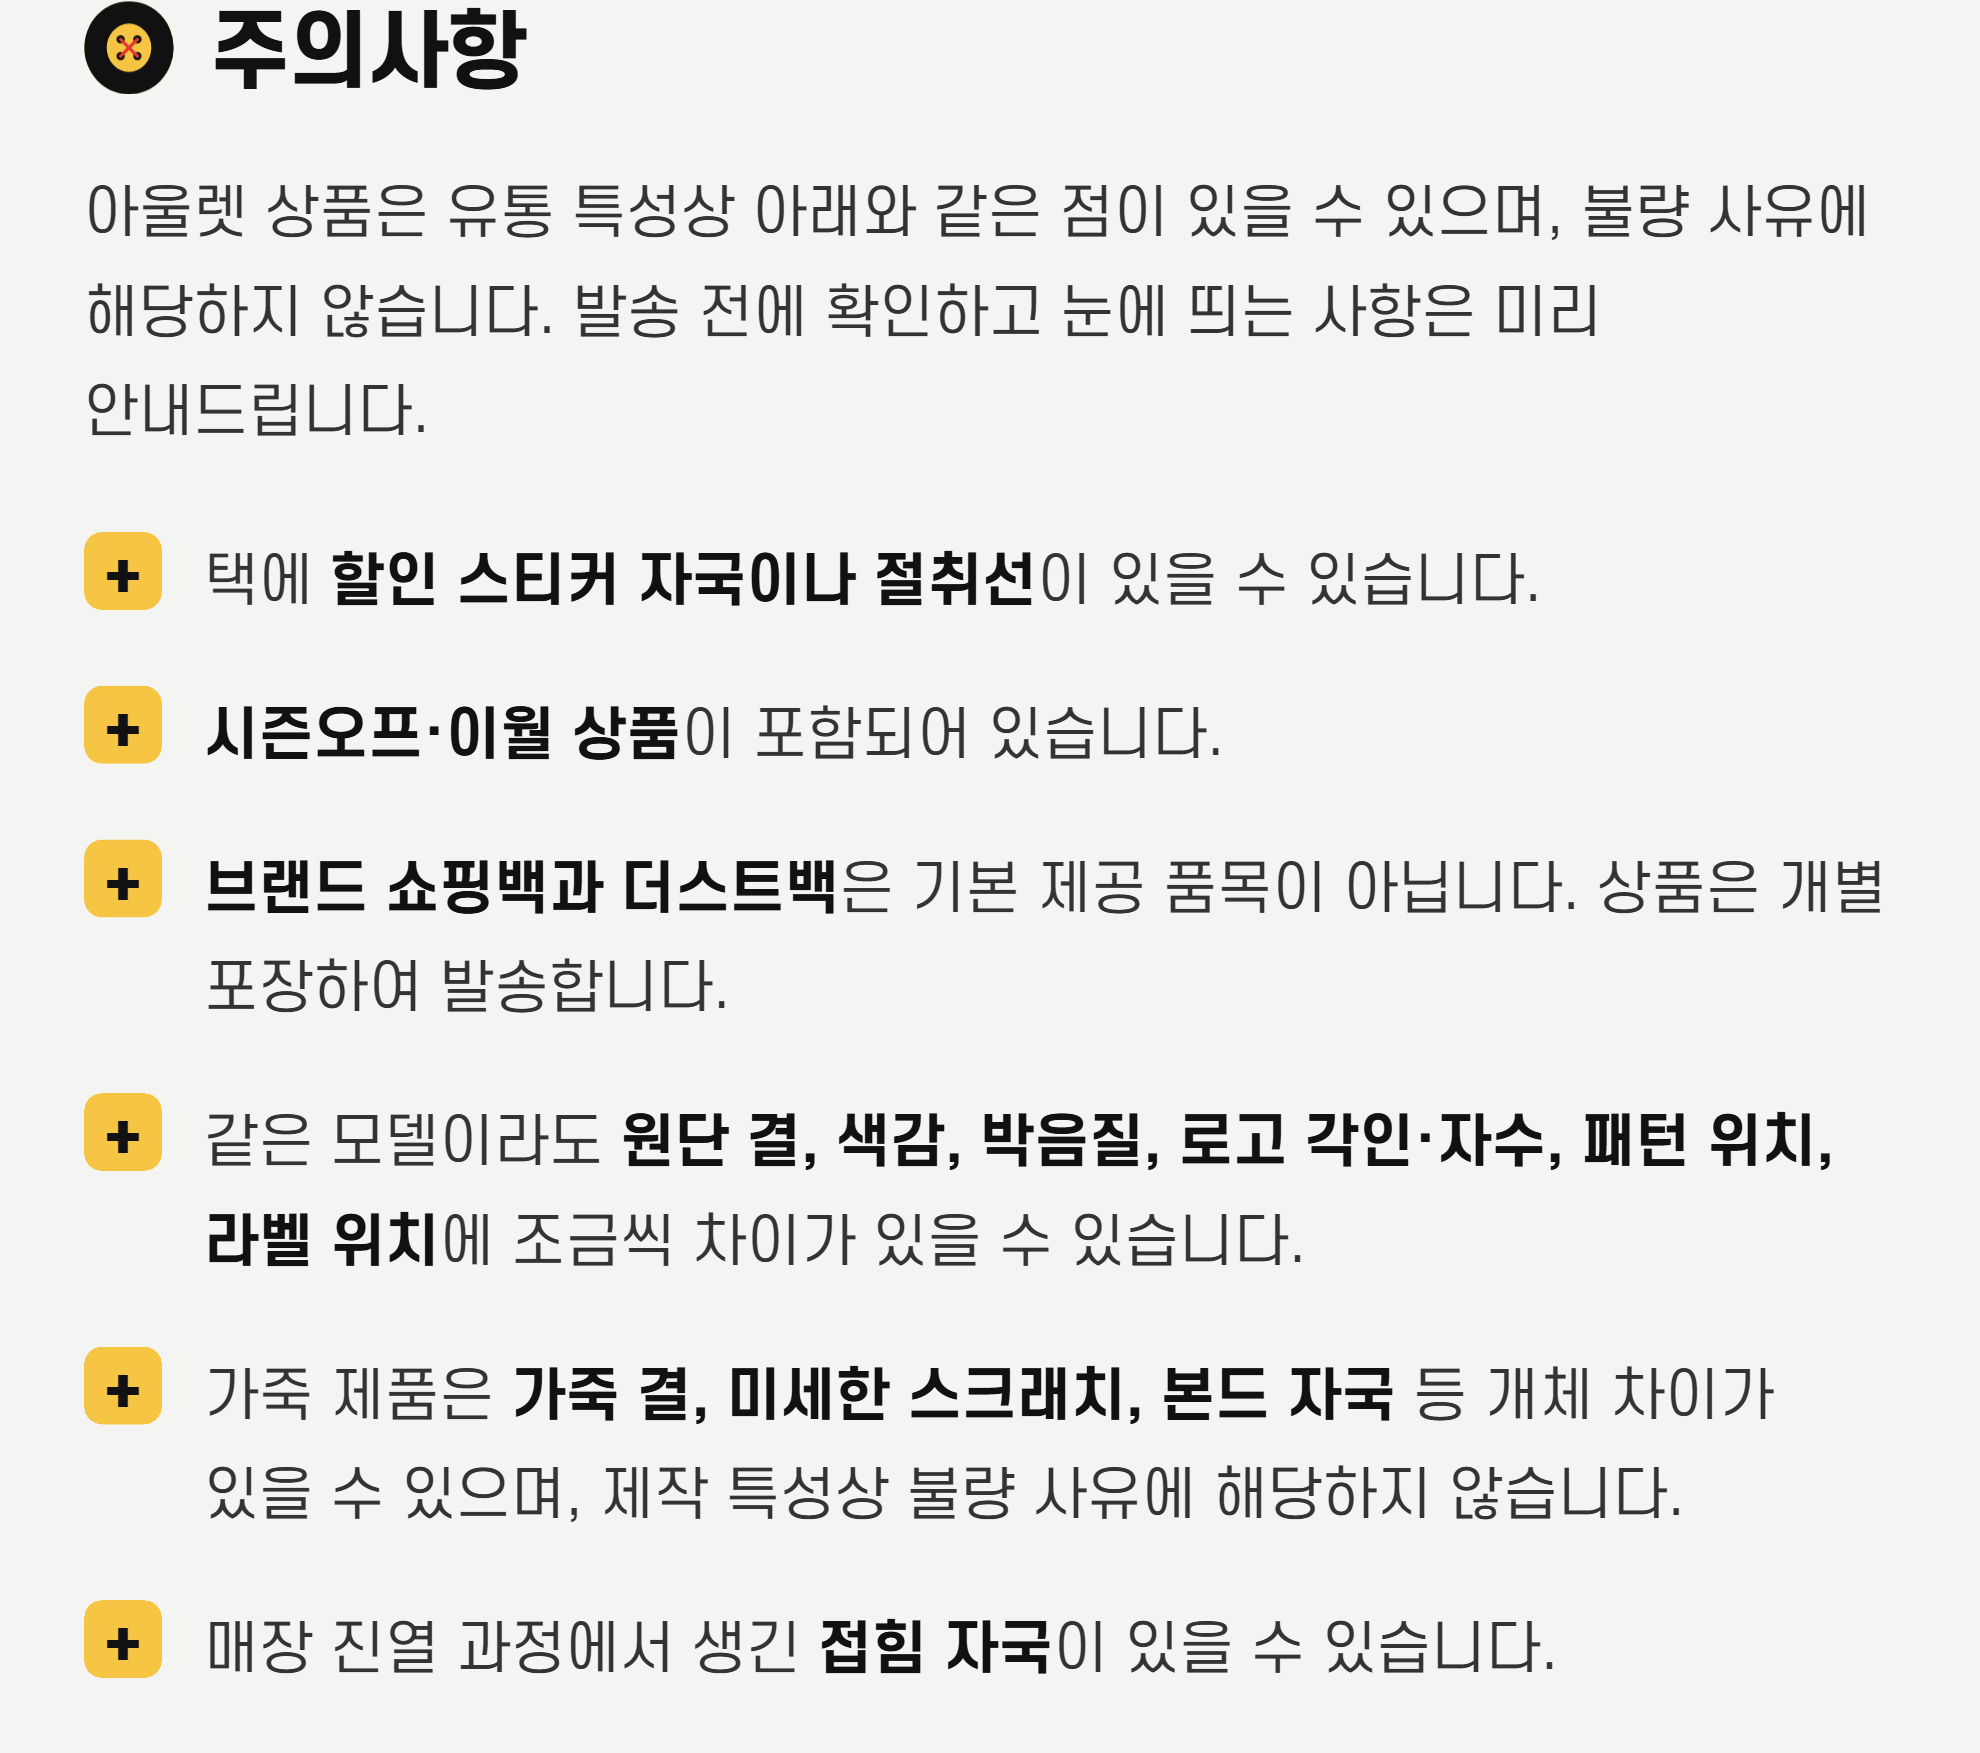 주의사항
아울렛 상품은 유통 특성상 아래와 같은 점이 있을 수 있으며, 불량 사유에
해당하지 않습니다. 발송 전에 확인하고 눈에 띄는 사항은 미리
안내드립니다.
+ 택에 할인 스티커 자국이나 절취선이 있을 수 있습니다.
+ 시즌오프·이월 상품이 포함되어 있습니다.
+ 브랜드 쇼핑백과 더스트백은 기본 제공 품목이 아닙니다. 상품은 개별
포장하여 발송합니다.
+ 같은 모델이라도 원단 결, 색감, 박음질, 로고 각인·자수, 패턴 위치,
라벨 위치에 조금씩 차이가 있을 수 있습니다.
+ 가죽 제품은 가죽 결, 미세한 스크래치, 본드 자국 등 개체 차이가
있을 수 있으며, 제작 특성상 불량 사유에 해당하지 않습니다.
+ 매장 진열 과정에서 생긴 접힘 자국이 있을 수 있습니다.